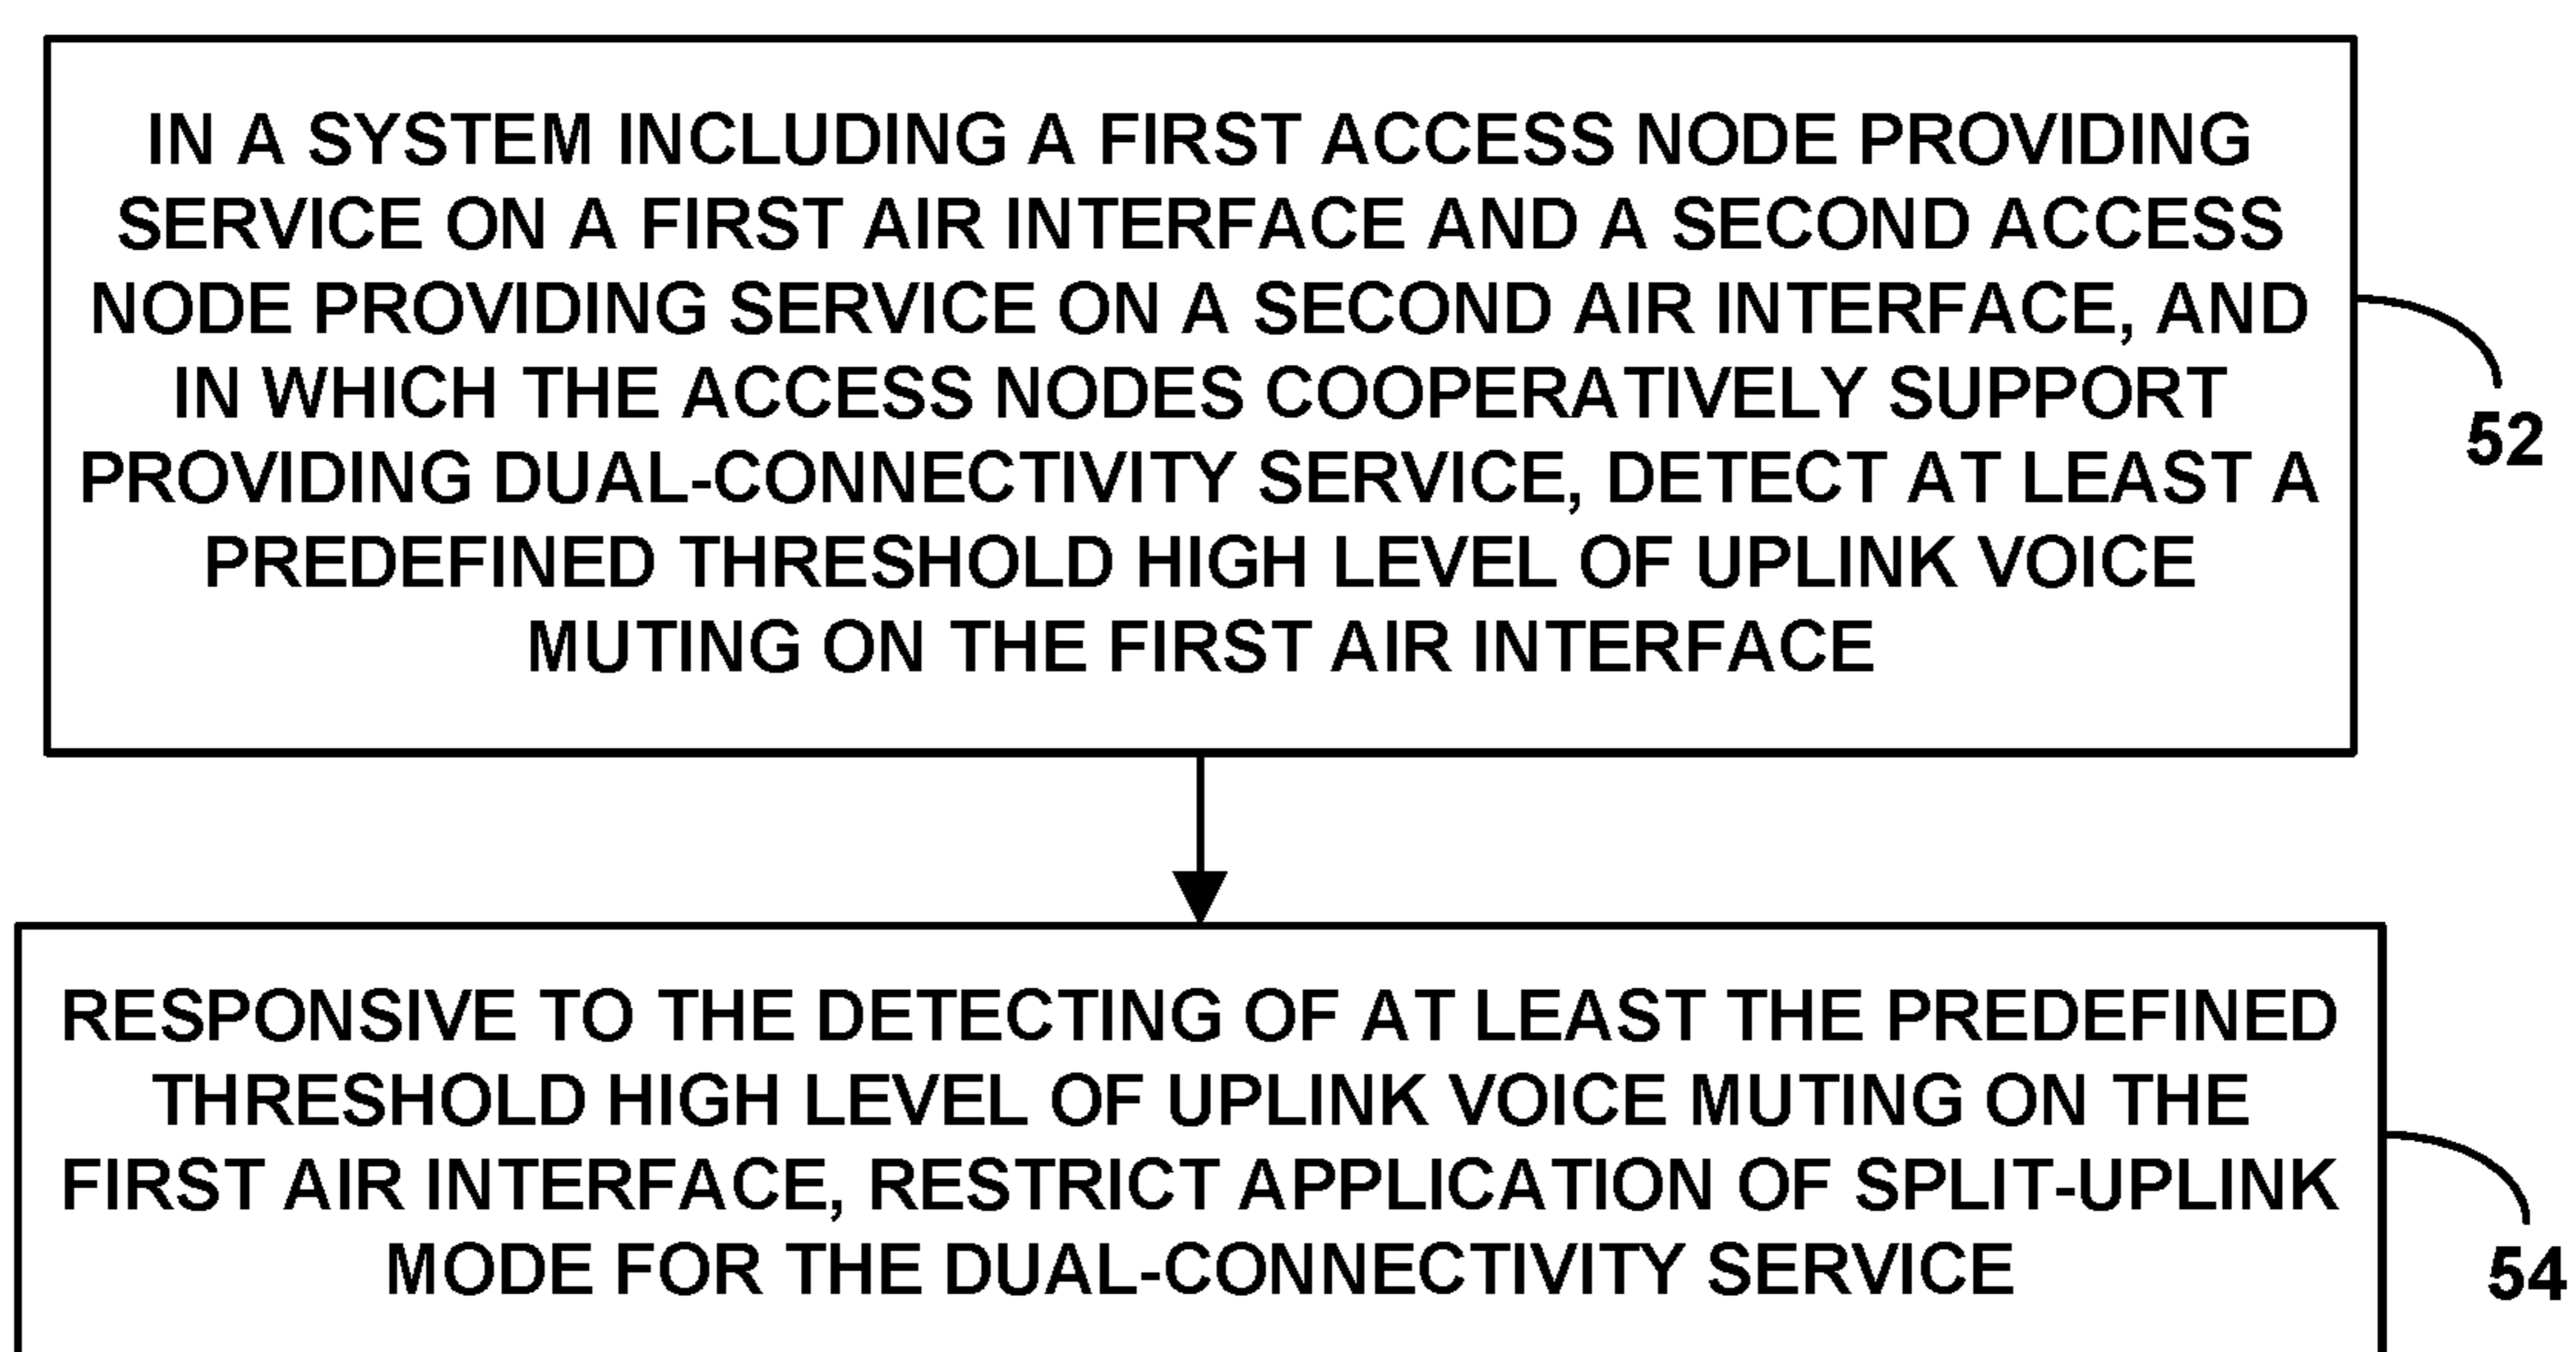 IN A SYSTEM INCLUDING A FIRST ACCESS NODE PROVIDING
SERVICE ON A FIRST AIR INTERFACE AND A SECOND ACCESS
NODE PROVIDING SERVICE ON A SECOND AIR INTERFACE, AND
IN WHICH THE ACCESS NODES COOPERATIVELY SUPPORT
PROVIDING DUAL-CONNECTIVITY SERVICE, DETECT AT LEAST A
PREDEFINED THRESHOLD HIGH LEVEL OF UPLINK VOICE
MUTING ON THE FIRST AIR INTERFACE
52
RESPONSIVE TO THE DETECTING OF AT LEAST THE PREDEFINED
THRESHOLD HIGH LEVEL OF UPLINK VOICE MUTING ON THE
FIRST AIR INTERFACE, RESTRICT APPLICATION OF SPLIT-UPLINK
MODE FOR THE DUAL-CONNECTIVITY SERVICE
54